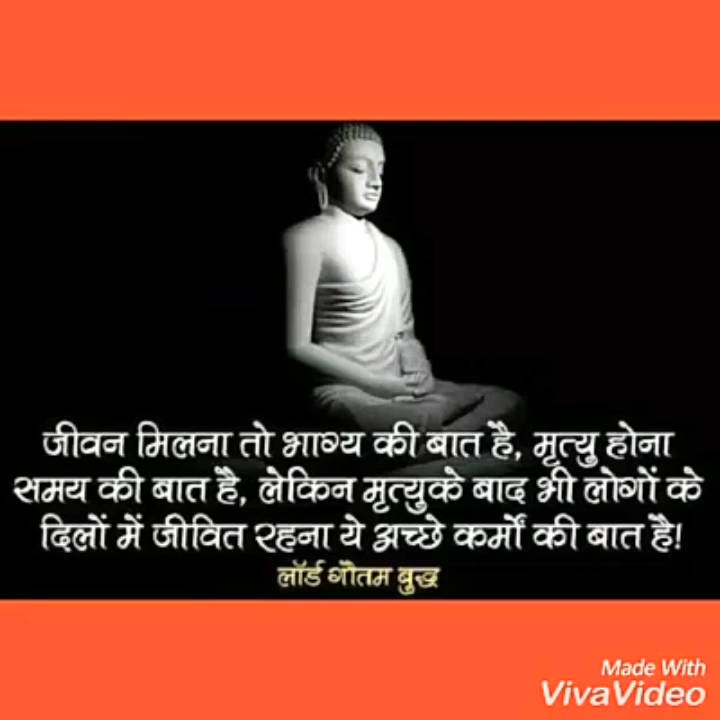 जीवन मिलना तो भाग्य की बात है, मृत्यु होना
समय की बात है, लेकिन मृत्युके बाद भी लोगों के
दिलों में जीवित रहना ये अच्छे कर्मों की बात है!
लॉर्ड गौतम बुद्ध
Made With
VivaVideo